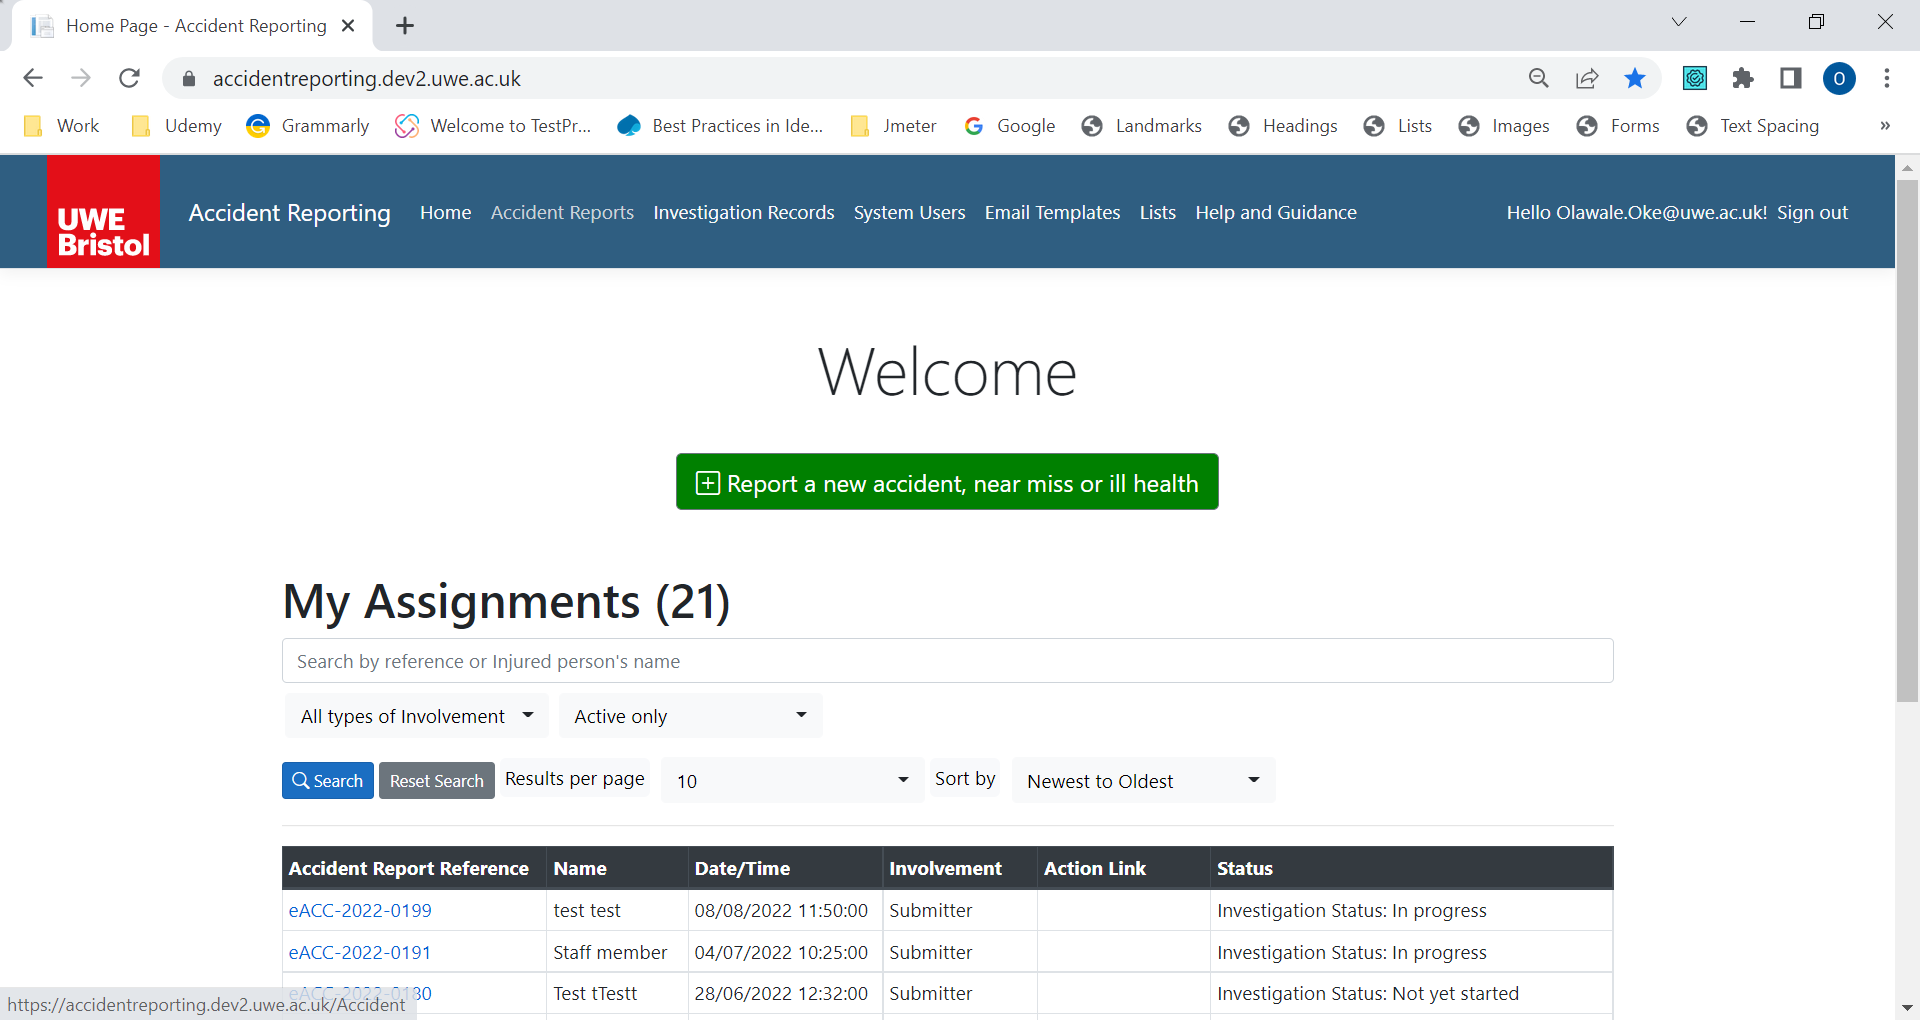 Home Page - Accident Reporting
accidentreporting.dev2.uwe.ac.uk
O
Work Udemy Grammarly Welcome to TestPr... Best Practices in Ide... Jmeter Google Landmarks Headings Lists Images Forms Text Spacing »
UWE
Bristol
Accident Reporting Home Accident Reports Investigation Records System Users Email Templates Lists Help and Guidance Hello Olawale.Oke@uwe.ac.uk! Sign out
Welcome
Report a new accident, near miss or ill health
My Assignments (21)
Search by reference or Injured person's name
All types of Involvement Active only
Search Reset Search Results per page 10 Sort by Newest to Oldest
Accident Report Reference Name Date/Time Involvement Action Link Status
eACC-2022-0199 test test 08/08/2022 11:50:00 Submitter Investigation Status: In progress
eACC-2022-0191 Staff member 04/07/2022 10:25:00 Submitter Investigation Status: In progress
eACC-2022-0180 Test tTestt 28/06/2022 12:32:00 Submitter Investigation Status: Not yet started
https://accidentreporting.dev2.uwe.ac.uk/Accident